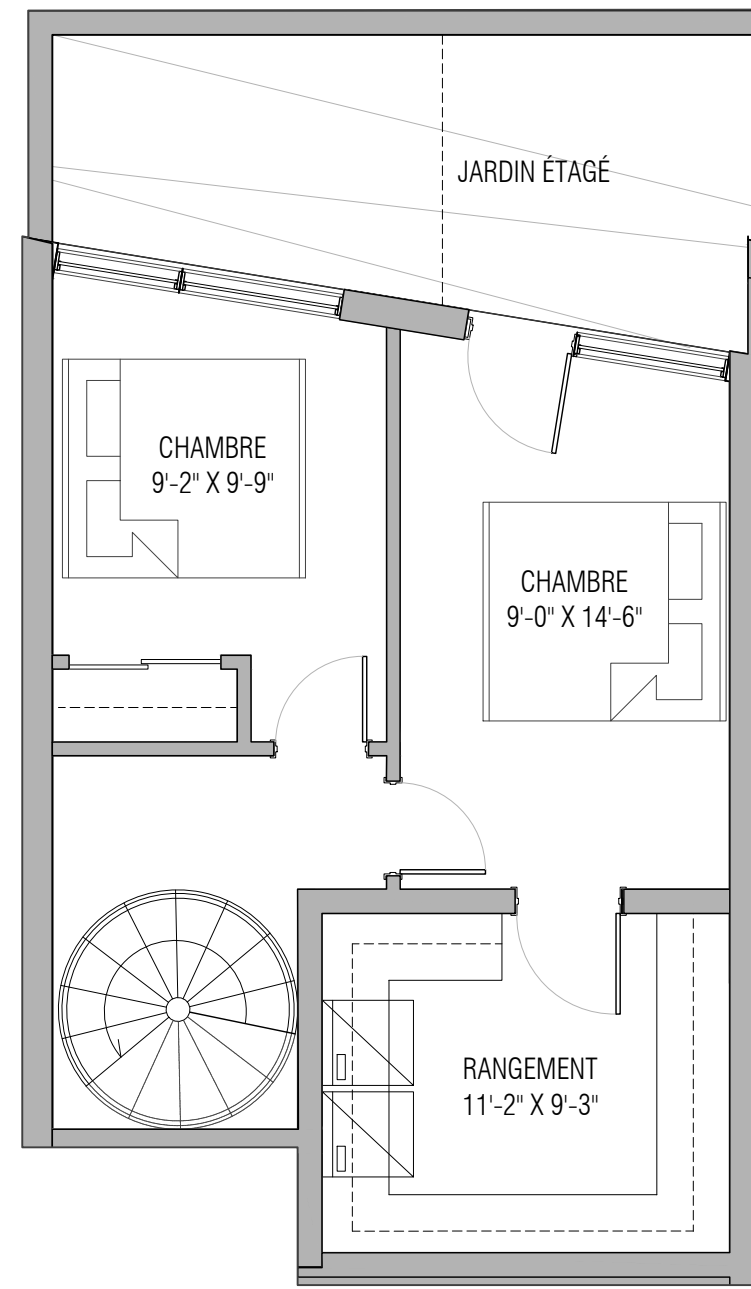 JARDIN ÉTAGÉ
CHAMBRE
9'-2" X 9'-9"
CHAMBRE
9'-0" X 14'-6"
RANGEMENT
11'-2" X 9'-3"